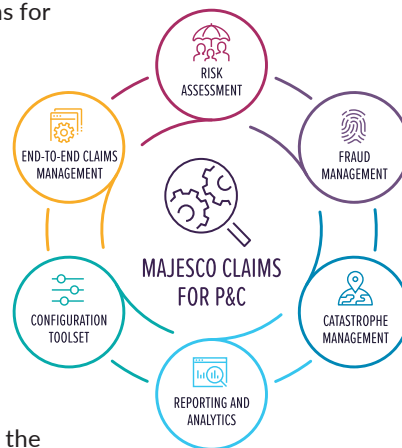 ns for
RISK
ASSESSMENT
END-TO-END CLAIMS
MANAGEMENT
FRAUD
MANAGEMENT
MAJESCO CLAIMS
FOR P&C
CONFIGURATION
TOOLSET
CATASTROPHE
MANAGEMENT
REPORTING AND
ANALYTICS
the